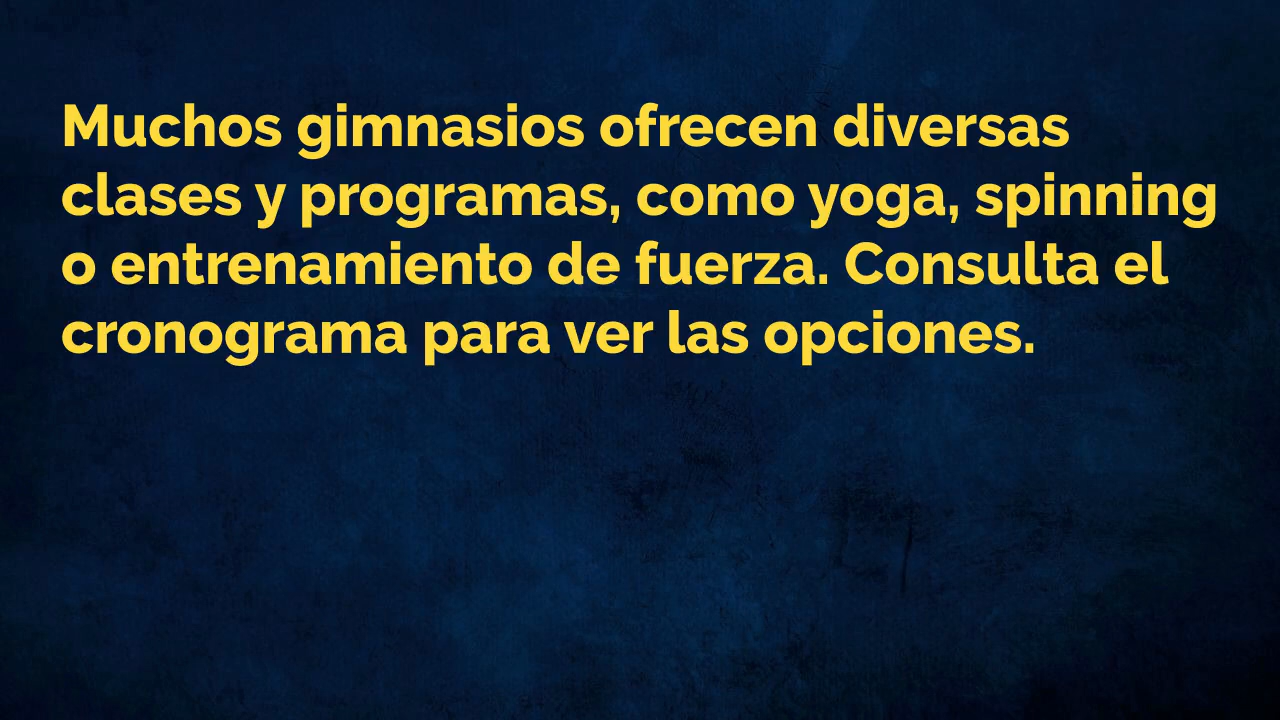 Muchos gimnasios ofrecen diversas
clases y programas, como yoga, spinning
o entrenamiento de fuerza. Consulta el
cronograma para ver las opciones.